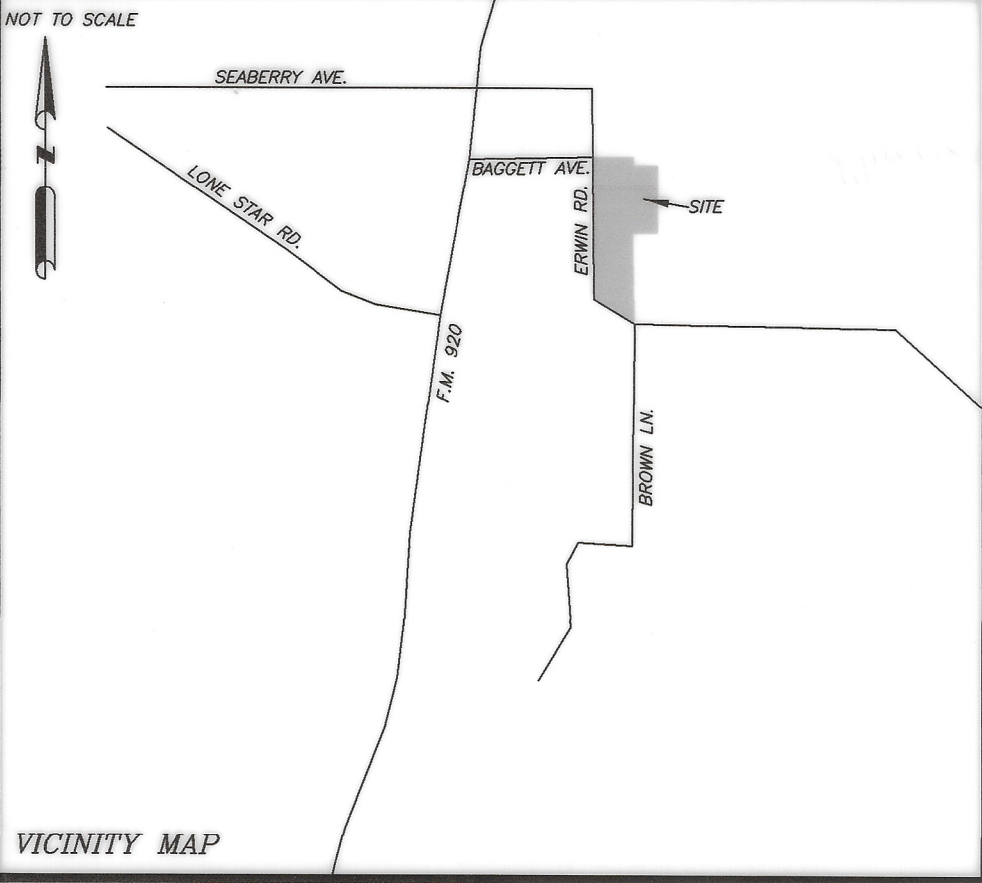 NOT TO SCALE
SEABERRY AVE.
N
BAGGETT AVE.
LONE STAR RD.
ERWIN RD.
SITE
F.M. 920
BROWN LN.
VICINITY MAP